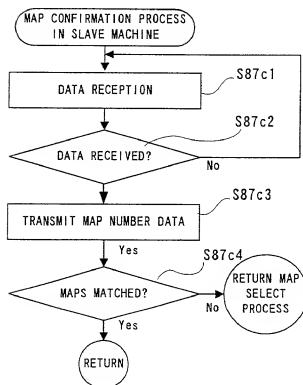 MAP CONFIRMATION PROCESS
IN SLAVE MACHINE
S87c1
DATA RECEPTION
S87c2
DATA RECEIVED?
No
S87c3
TRANSMIT MAP NUMBER DATA
Yes
S87c4
MAPS MATCHED?
No
RETURN MAP
SELECT
PROCESS
Yes
RETURN